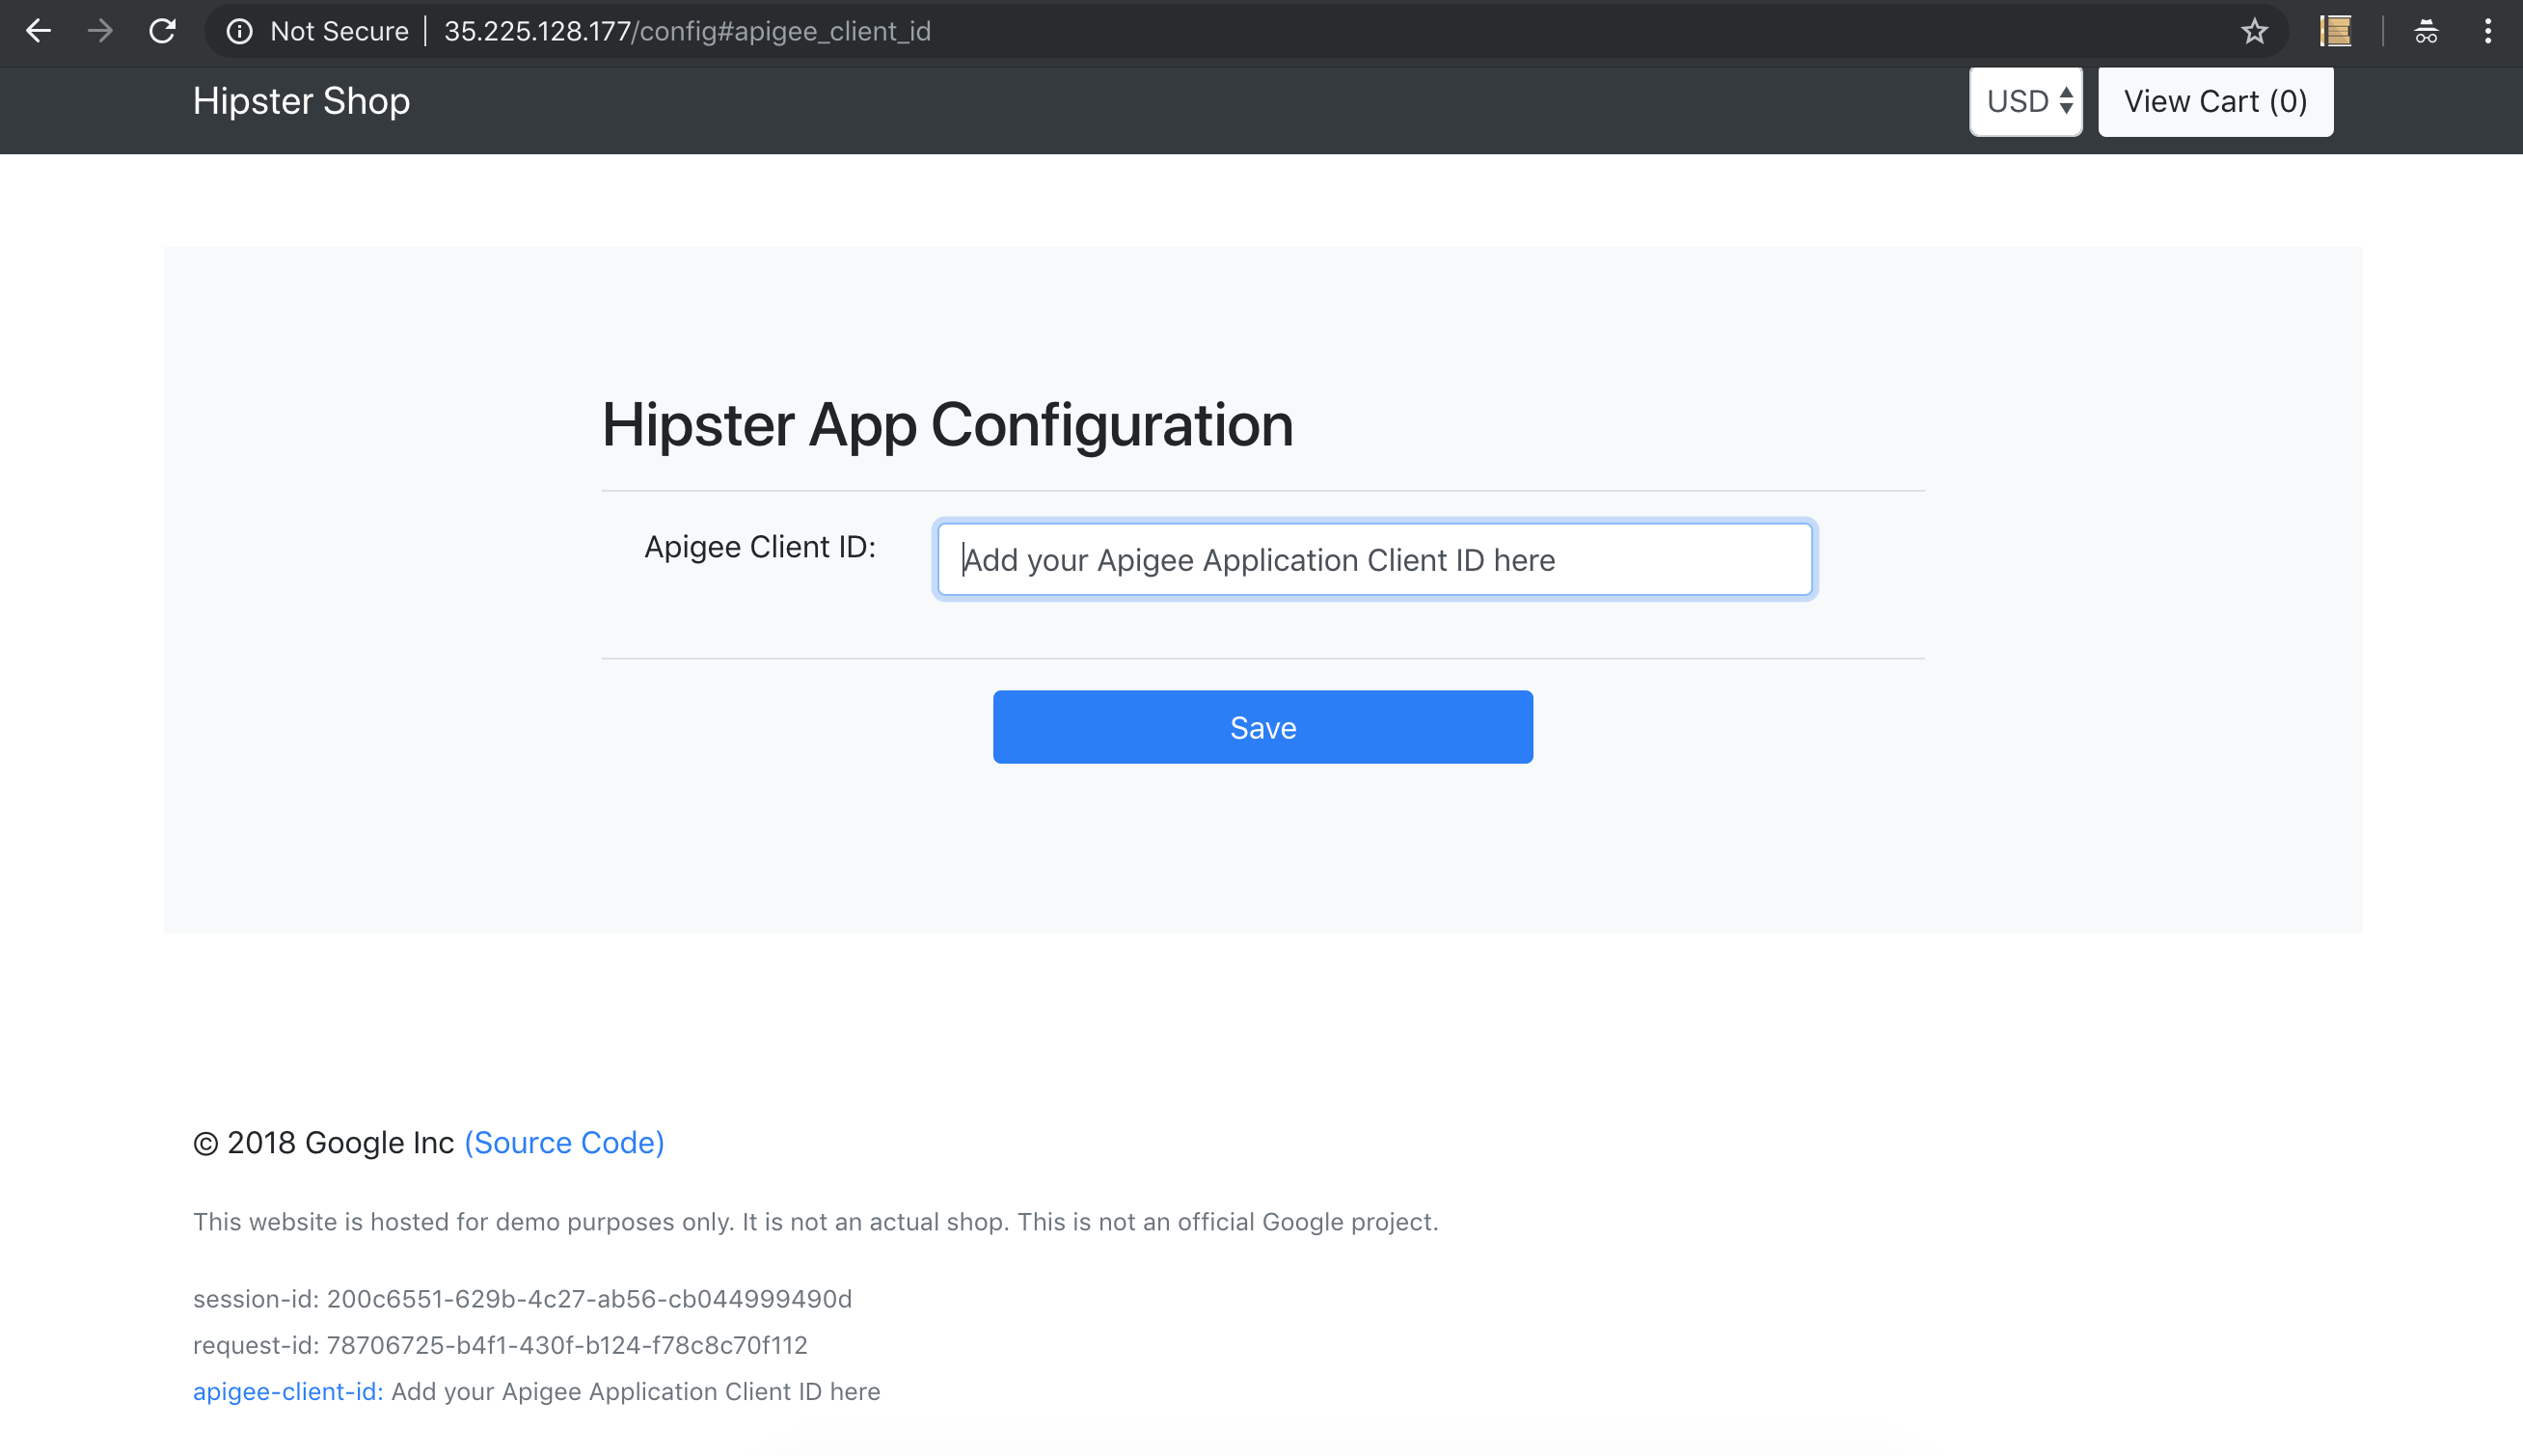 Not Secure | 35.225.128.177/config#apigee_client_id
Hipster Shop
USD
View Cart (0)
Hipster App Configuration
Apigee Client ID:
Add your Apigee Application Client ID here
Save
© 2018 Google Inc (Source Code)
This website is hosted for demo purposes only. It is not an actual shop. This is not an official Google project.
session-id: 200c6551-629b-4c27-ab56-cb044999490d
request-id: 78706725-b4f1-430f-b124-f78c8c70f112
apigee-client-id: Add your Apigee Application Client ID here